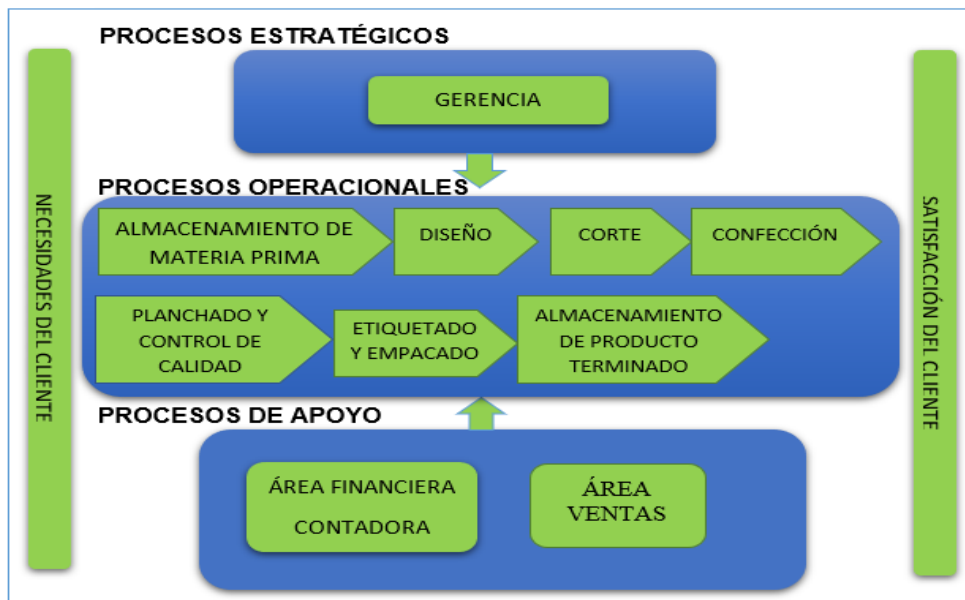 PROCESOS ESTRATÉGICOS
GERENCIA
NECESIDADES DEL CLIENTE
PROCESOS OPERACIONALES
ALMACENAMIENTO DE
MATERIA PRIMA
DISEÑO
CORTE
CONFECCIÓN
PLANCHADO Y
CONTROL DE
CALIDAD
ETIQUETADO
Y EMPACADO
ALMACENAMIENTO
DE PRODUCTO
TERMINADO
PROCESOS DE APOYO
ÁREA FINANCIERA
CONTADORA
ÁREA
VENTAS
SATISFACCIÓN DEL CLIENTE